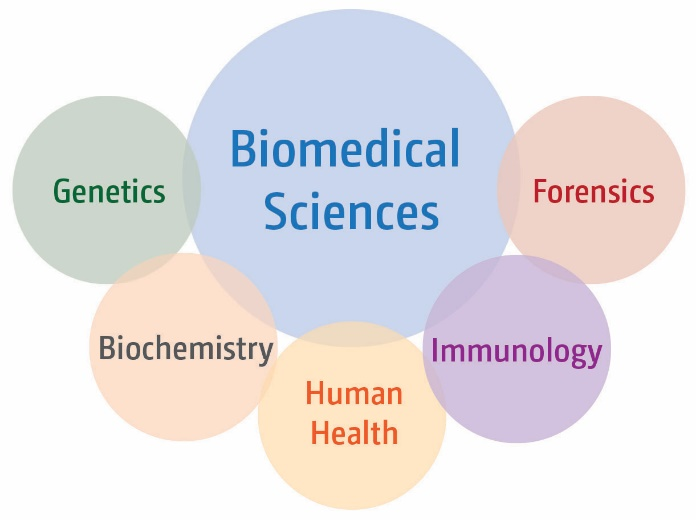 Biomedical
Sciences
Genetics
Forensics
Biochemistry
Immunology
Human
Health